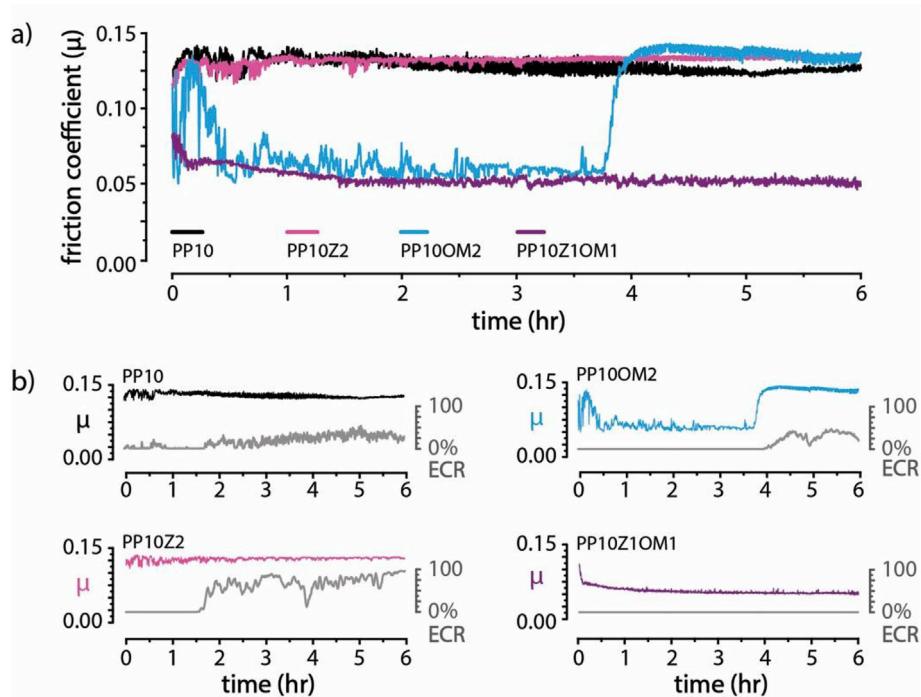 a)
friction coefficient (μ)
0.15
0.10
0.05
0.00
PP10
PP10Z2
PP10OM2
PP10Z1OM1
0 1 2 3 4 5 6
time (hr)
b)
PP10
0.15
μ
0.00
100
0%
ECR
0 1 2 3 4 5 6
PP10OM2
0.15
μ
0.00
100
0%
ECR
0 1 2 3 4 5 6
PP10Z2
0.15
μ
0.00
100
0%
ECR
0 1 2 3 4 5 6
time (hr)
PP10Z1OM1
0.15
μ
0.00
100
0%
ECR
0 1 2 3 4 5 6
time (hr)